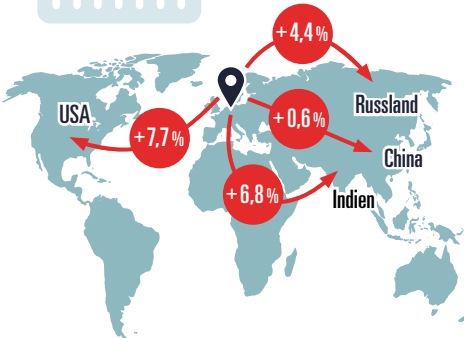 +4,4%
USA
+7,7%
+0,6%
Russland
China
+6,8%
Indien